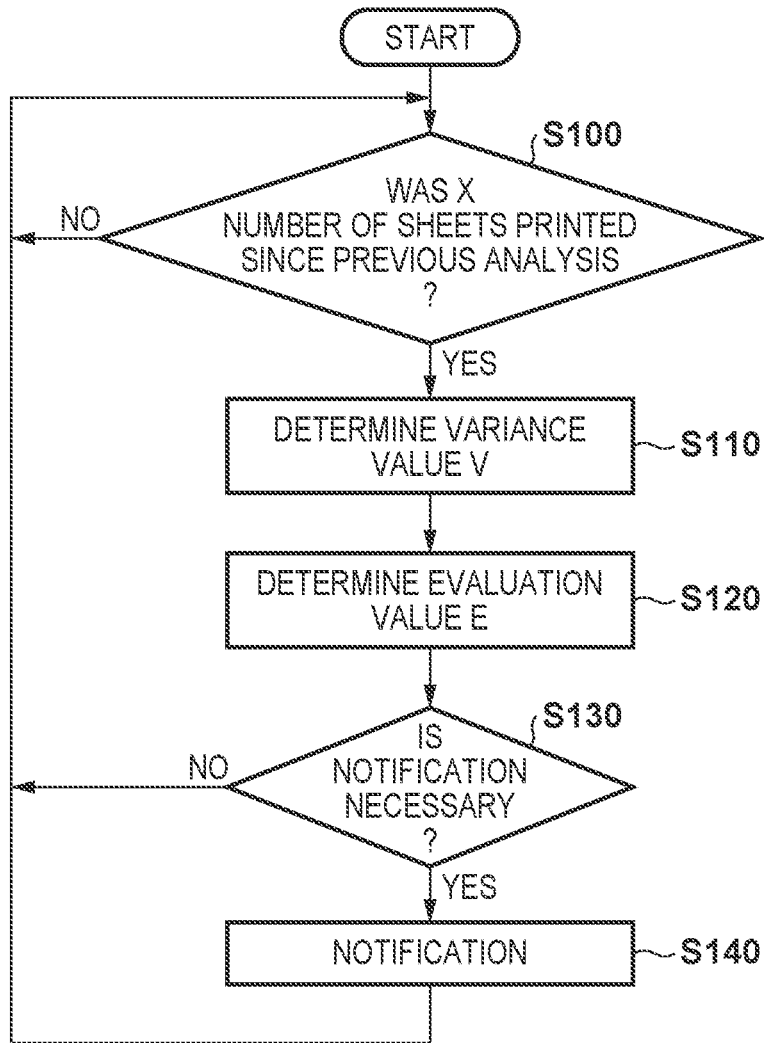 START
S100
WAS X
NUMBER OF SHEETS PRINTED
SINCE PREVIOUS ANALYSIS
?
NO
YES
DETERMINE VARIANCE
VALUE V
S110
DETERMINE EVALUATION
VALUE E
S120
S130
IS
NOTIFICATION
NECESSARY
?
NO
YES
NOTIFICATION
S140